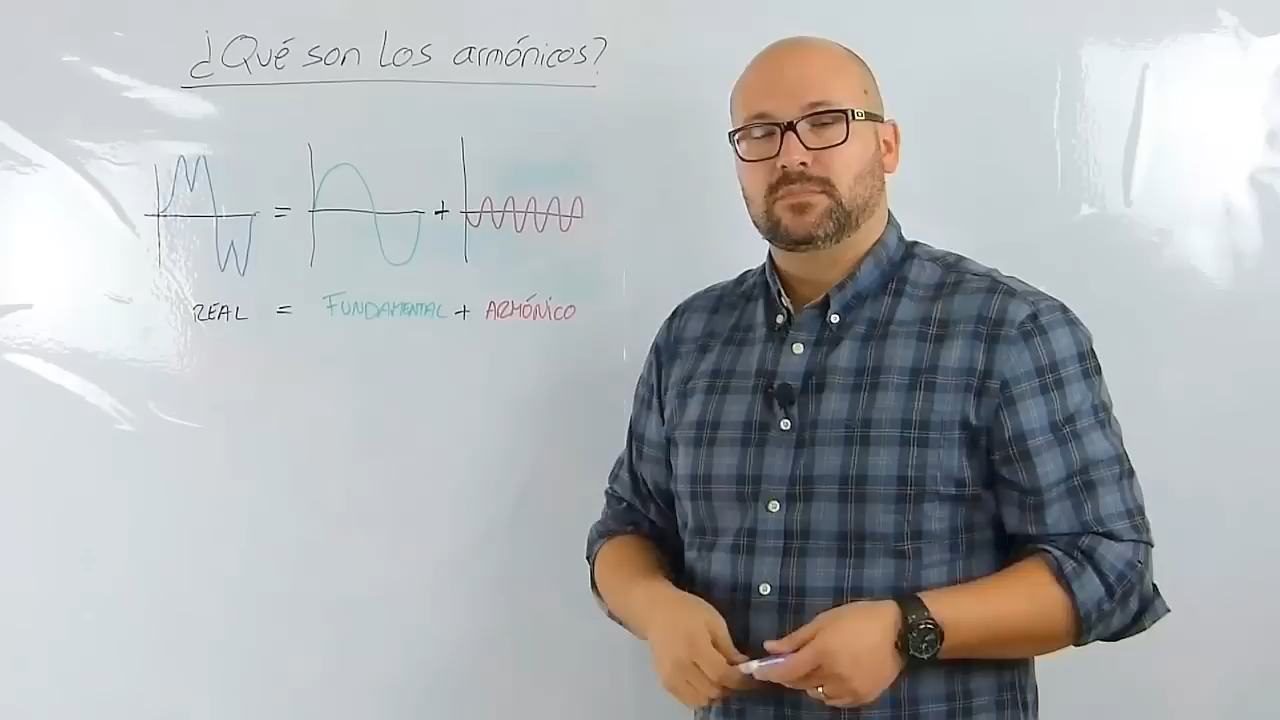 ¿Qué son los armónicos?
= +
REAL = FUNDAMENTAL + ARMÓNICO